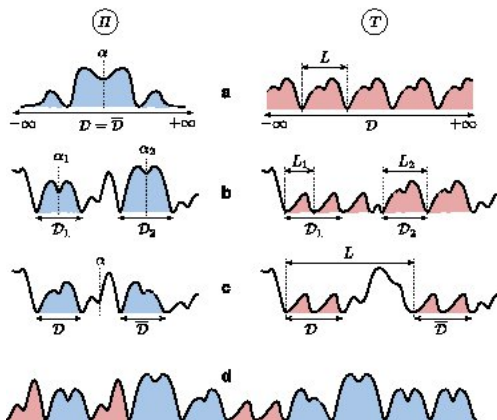 Π T
α L
a
−∞ 𝒟 = 𝒟̅ +∞ −∞ 𝒟 +∞
α₁ α₂ L₁ L₂
b
𝒟₁ 𝒟₂ 𝒟₁ 𝒟₂
α L
c
𝒟 𝒟̅ 𝒟 𝒟̅
d